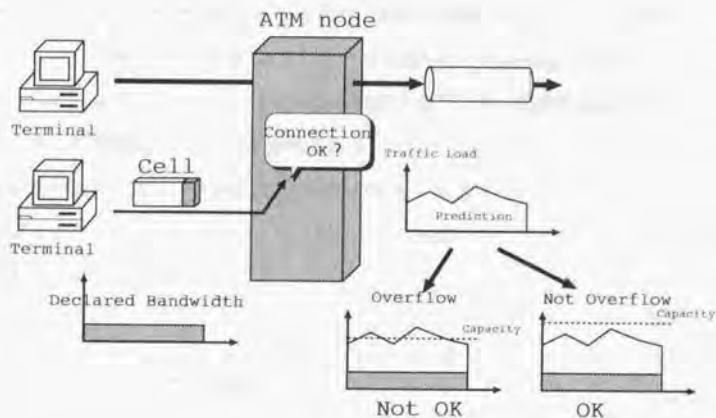 ATM node
Terminal
Connection
OK?
Cell
Traffic Load
Prediction
Terminal
Declared Bandwidth
Overflow
Not Overflow
Capacity
Capacity
Not OK
OK